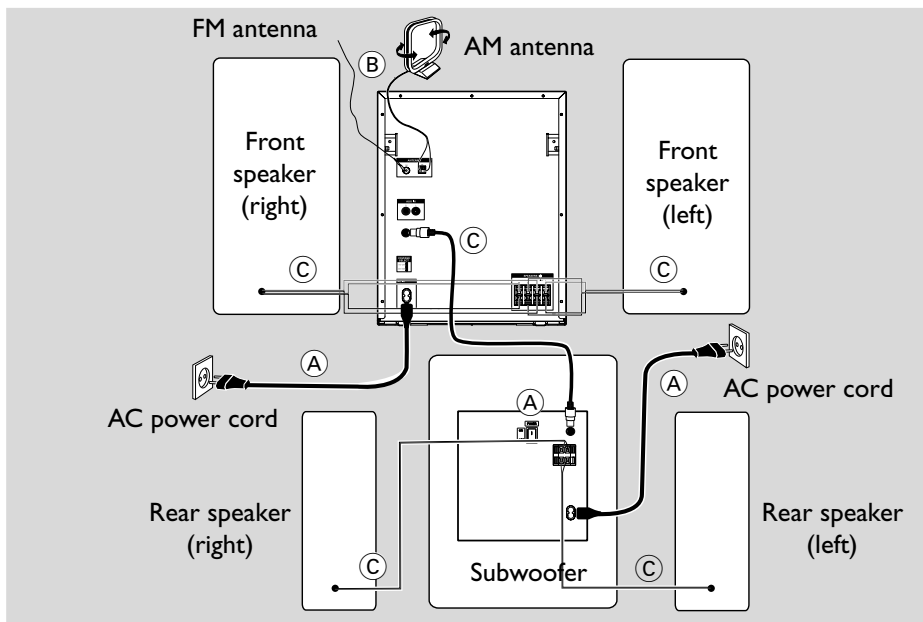 FM antenna
AM antenna
B
Front
speaker
(right)
Front
speaker
(left)
C
C
C
A
A
AC power cord
AC power cord
A
Rear speaker
(right)
Rear speaker
(left)
C
Subwoofer
C